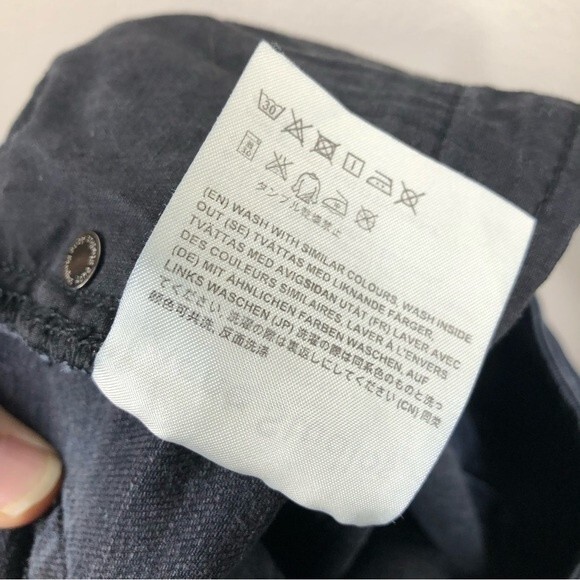 30
30
タンブル乾燥禁止
(EN) WASH WITH SIMILAR COLOURS, WASH INSIDE
OUT (SE) TVÄTTAS MED LIKNANDE FÄRGER,
TVÄTTAS MED AVIGSIDAN UTÅT (FR) LAVER AVEC
DES COULEURS SIMILAIRES, LAVER À L'ENVERS
(DE) MIT ÄHNLICHEN FARBEN WASCHEN, AUF
LINKS WASCHEN (JP) 洗濯の際は同系色のものと洗っ
てください 洗濯の際は裏返しにしてください (CN) 同类
颜色可共洗, 反面洗涤